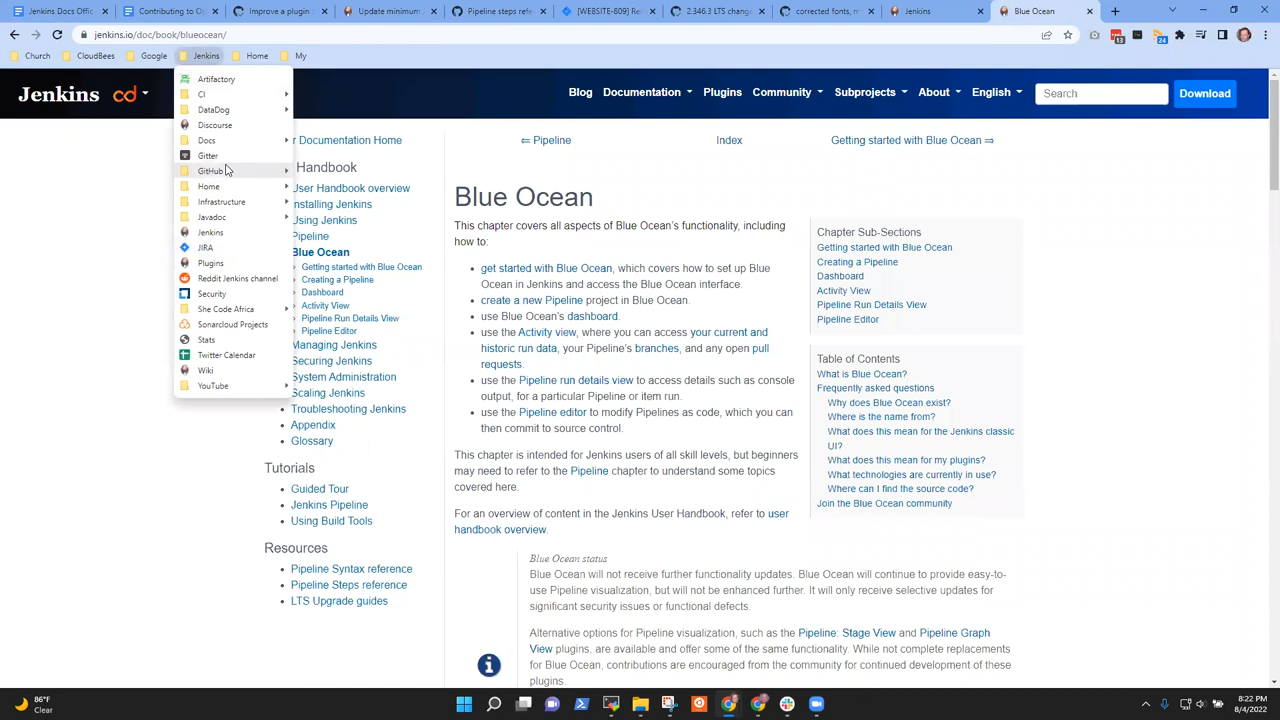 Jenkins Docs Offic
Contributing to Op
Improve a plugin
Update minimum
Pipeline steps refe
[WEBSITE-809] Re
2.346.3 LTS change
corrected fonts, m
Jenkins
Blue Ocean
jenkins.io/doc/book/blueocean/
13
24
Church
CloudBees
Google
Jenkins
Home
My
Artifactory
CI
DataDog
Discourse
Docs
Gitter
GitHub
Home
Infrastructure
Javadoc
Jenkins
JIRA
Plugins
Reddit Jenkins channel
Security
She Code Africa
Sonarcloud Projects
Stats
Twitter Calendar
Wiki
YouTube
Jenkins
cd
Blog
Documentation
Plugins
Community
Subprojects
About
English
Search
Download
r Documentation Home
Handbook
User Handbook overview
Installing Jenkins
Using Jenkins
Pipeline
Blue Ocean
Getting started with Blue Ocean
Creating a Pipeline
Dashboard
Activity View
Pipeline Run Details View
Pipeline Editor
Managing Jenkins
Securing Jenkins
System Administration
Scaling Jenkins
Troubleshooting Jenkins
Appendix
Glossary
Tutorials
Guided Tour
Jenkins Pipeline
Using Build Tools
Resources
Pipeline Syntax reference
Pipeline Steps reference
LTS Upgrade guides
⇐ Pipeline
Index
Getting started with Blue Ocean ⇒
Blue Ocean
This chapter covers all aspects of Blue Ocean's functionality, including
how to:
• get started with Blue Ocean, which covers how to set up Blue
Ocean in Jenkins and access the Blue Ocean interface.
• create a new Pipeline project in Blue Ocean.
• use Blue Ocean's dashboard.
• use the Activity view, where you can access your current and
historic run data, your Pipeline's branches, and any open pull
requests.
• use the Pipeline run details view to access details such as console
output, for a particular Pipeline or item run.
• use the Pipeline editor to modify Pipelines as code, which you can
then commit to source control.
This chapter is intended for Jenkins users of all skill levels, but beginners
may need to refer to the Pipeline chapter to understand some topics
covered here.
For an overview of content in the Jenkins User Handbook, refer to user
handbook overview.
Blue Ocean status
Blue Ocean will not receive further functionality updates. Blue Ocean will continue to provide easy-to-
use Pipeline visualization, but will not be enhanced further. It will only receive selective updates for
significant security issues or functional defects.
Alternative options for Pipeline visualization, such as the Pipeline: Stage View and Pipeline Graph
View plugins, are available and offer some of the same functionality. While not complete replacements
for Blue Ocean, contributions are encouraged from the community for continued development of these
plugins.
Chapter Sub-Sections
Getting started with Blue Ocean
Creating a Pipeline
Dashboard
Activity View
Pipeline Run Details View
Pipeline Editor
Table of Contents
What is Blue Ocean?
Frequently asked questions
Why does Blue Ocean exist?
Where is the name from?
What does this mean for the Jenkins classic
UI?
What does this mean for my plugins?
What technologies are currently in use?
Where can I find the source code?
Join the Blue Ocean community
86°F
Clear
8:22 PM
8/4/2022